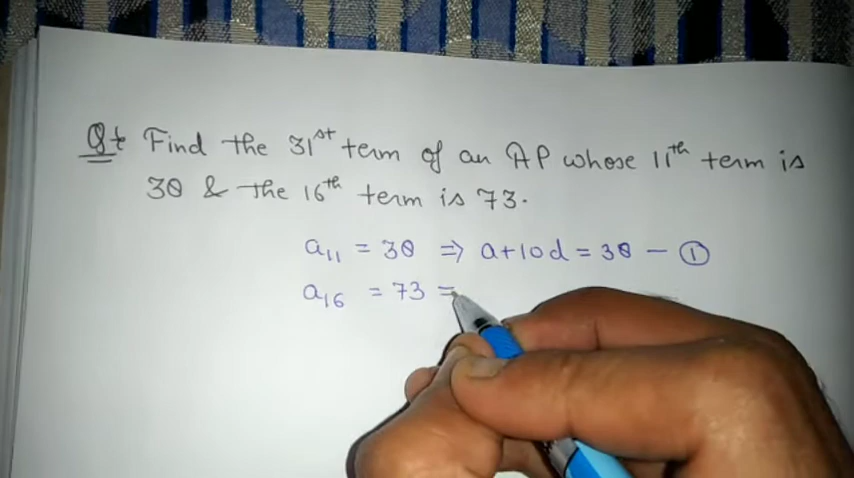 Qt Find the 31st term of an AP whose 11th term is
38 & the 16th term is 73.
a11 = 38 ⇒ a+10d = 38 — ①
a16 = 73 =